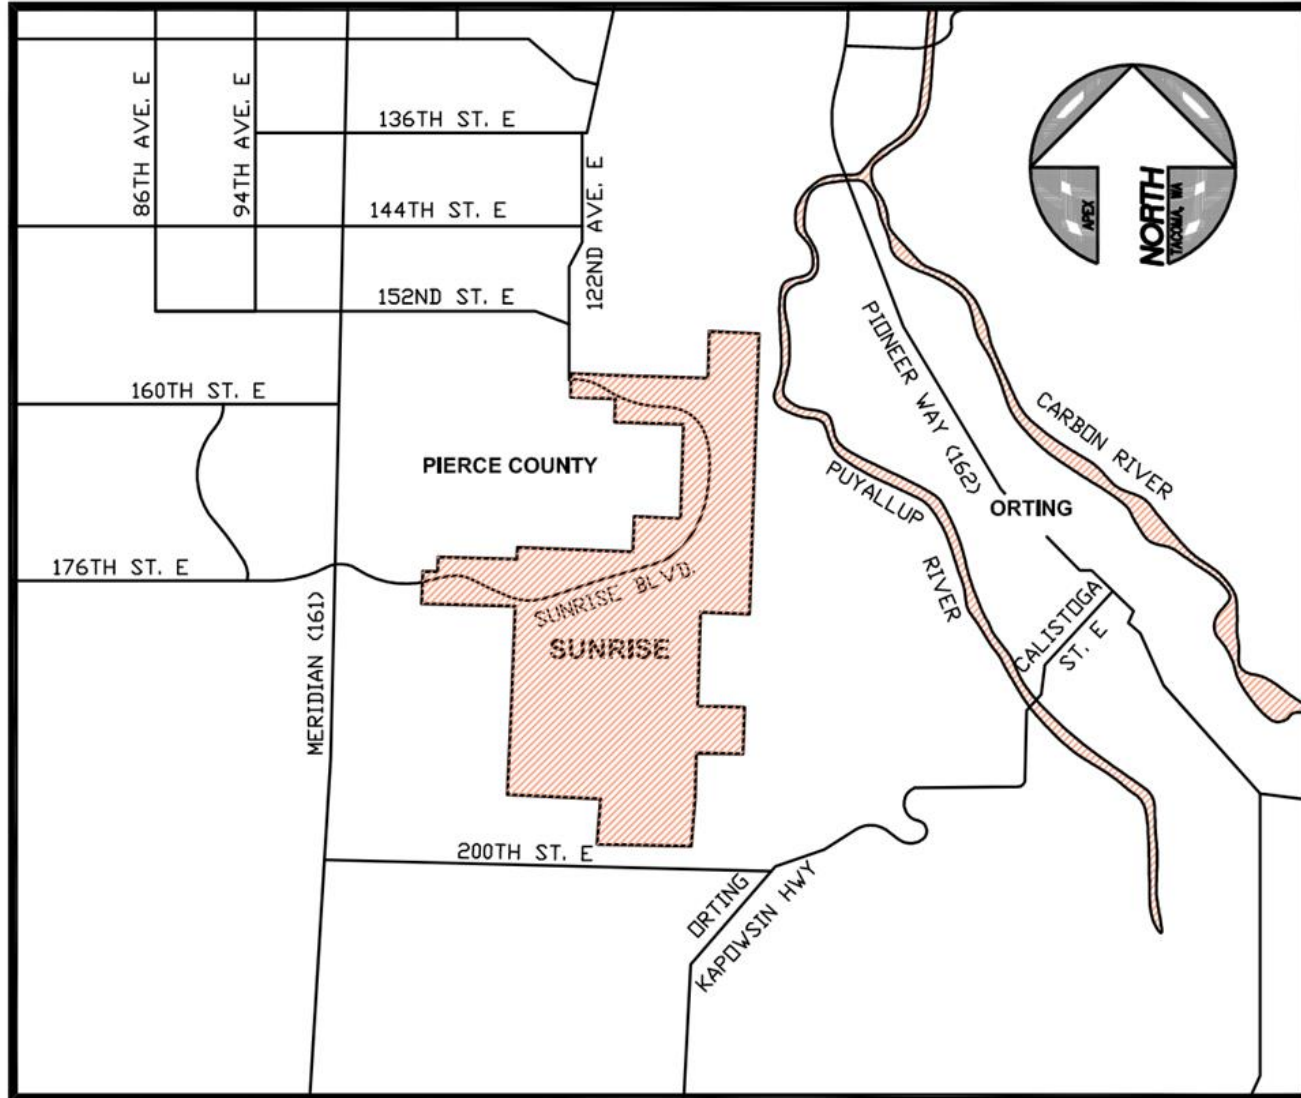 86TH AVE. E
94TH AVE. E
136TH ST. E
144TH ST. E
122ND AVE. E
152ND ST. E
160TH ST. E
176TH ST. E
MERIDIAN (161)
PIERCE COUNTY
SUNRISE BLVD.
SUNRISE
200TH ST. E
ORTING
KAPOWSIN HWY
PIONEER WAY (162)
PUYALLUP
RIVER
CARBON RIVER
ORTING
CALISTOGA
ST. E
APEX
NORTH
TACOMA, WA